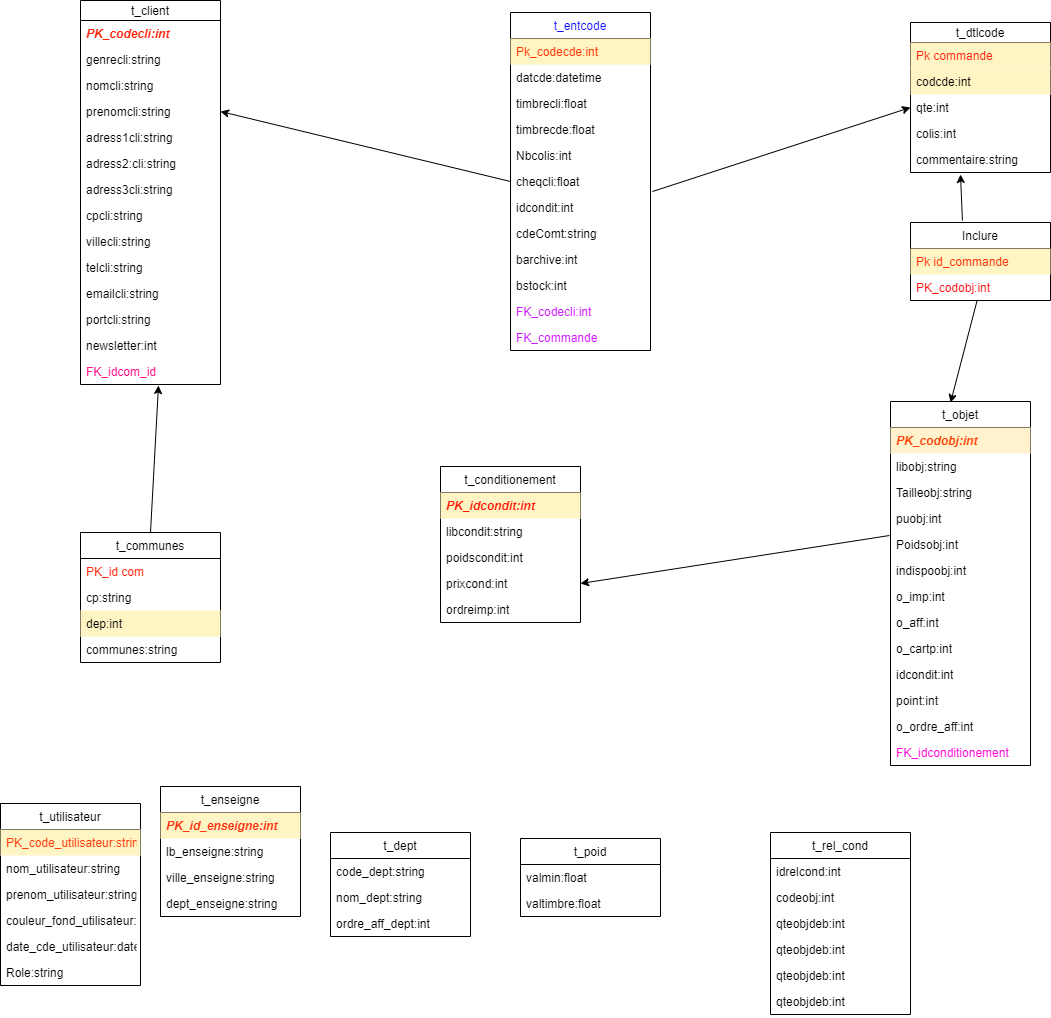 t_client
PK_codecli:int
genrecli:string
nomcli:string
prenomcli:string
adress1cli:string
adress2:cli:string
adress3cli:string
cpcli:string
villecli:string
telcli:string
emailcli:string
portcli:string
newsletter:int
FK_idcom_id
t_entcode
Pk_codecde:int
datcde:datetime
timbrecli:float
timbrecde:float
Nbcolis:int
cheqcli:float
idcondit:int
cdeComt:string
barchive:int
bstock:int
FK_codecli:int
FK_commande
t_dtlcode
Pk commande
codcde:int
qte:int
colis:int
commentaire:string
Inclure
Pk id_commande
PK_codobj:int
t_objet
PK_codobj:int
libobj:string
Tailleobj:string
puobj:int
Poidsobj:int
indispoobj:int
o_imp:int
o_aff:int
o_cartp:int
idcondit:int
point:int
o_ordre_aff:int
FK_idconditionement
t_conditionement
PK_idcondit:int
libcondit:string
poidscondit:int
prixcond:int
ordreimp:int
t_communes
PK_id com
cp:string
dep:int
communes:string
t_utilisateur
PK_code_utilisateur:strin
nom_utilisateur:string
prenom_utilisateur:string
couleur_fond_utilisateur:
date_cde_utilisateur:date
Role:string
t_enseigne
PK_id_enseigne:int
lb_enseigne:string
ville_enseigne:string
dept_enseigne:string
t_dept
code_dept:string
nom_dept:string
ordre_aff_dept:int
t_poid
valmin:float
valtimbre:float
t_rel_cond
idrelcond:int
codeobj:int
qteobjdeb:int
qteobjdeb:int
qteobjdeb:int
qteobjdeb:int